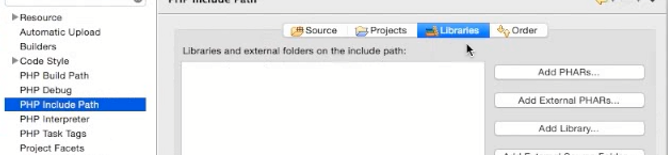 PHP Include Path
Resource
Automatic Upload
Builders
Code Style
PHP Build Path
PHP Debug
PHP Include Path
PHP Interpreter
PHP Task Tags
Project Facets
Source
Projects
Libraries
Order
Libraries and external folders on the include path:
Add PHARs...
Add External PHARs...
Add Library...